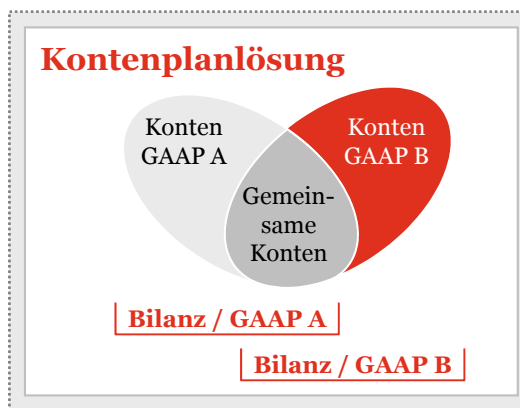 Kontenplanlösung
Konten
GAAP A
Konten
GAAP B
Gemein-
same
Konten
Bilanz / GAAP A
Bilanz / GAAP B